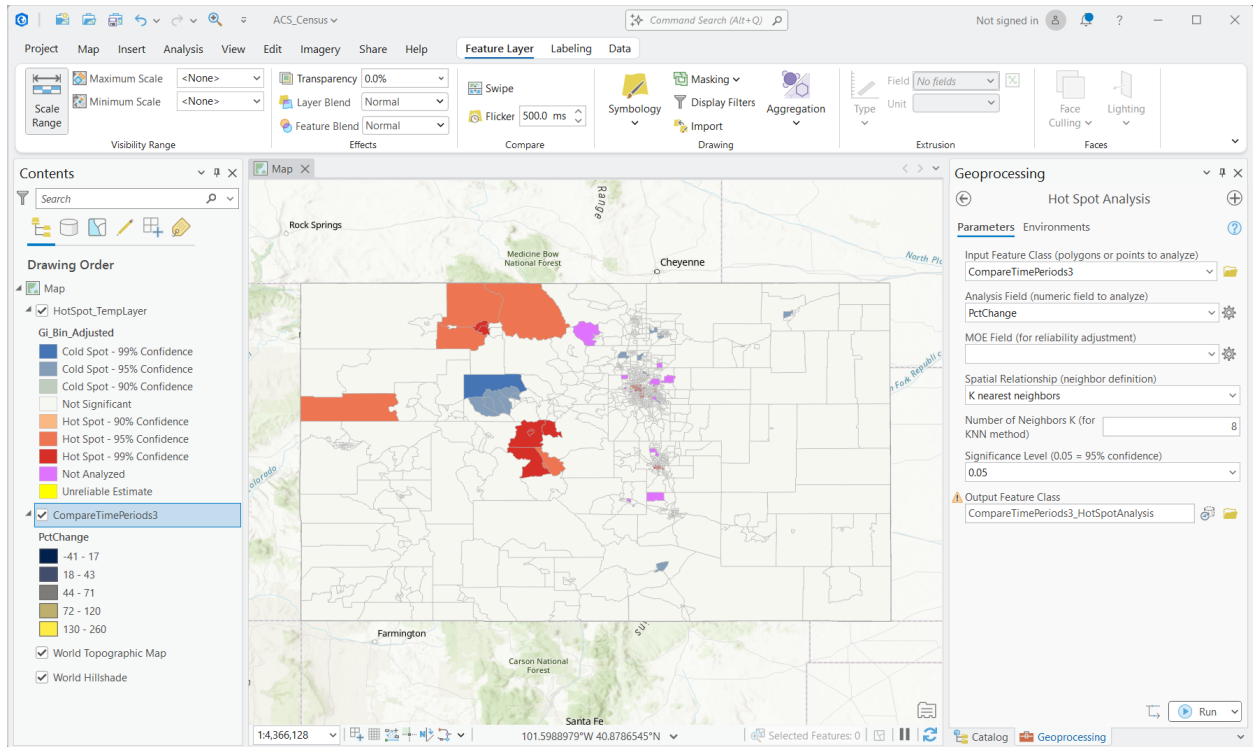 ACS_Census
Command Search (Alt+Q)
Not signed in
Project Map Insert Analysis View Edit Imagery Share Help Feature Layer Labeling Data
Scale Range
Maximum Scale <None>
Minimum Scale <None>
Visibility Range
Transparency 0.0%
Layer Blend Normal
Feature Blend Normal
Effects
Swipe
Flicker 500.0 ms
Compare
Symbology
Masking
Display Filters
Import
Aggregation
Drawing
Type
Field No fields
Unit
Extrusion
Face Culling
Lighting
Faces
Contents
Search
Drawing Order
Map
HotSpot_TempLayer
Gi_Bin_Adjusted
Cold Spot - 99% Confidence
Cold Spot - 95% Confidence
Cold Spot - 90% Confidence
Not Significant
Hot Spot - 90% Confidence
Hot Spot - 95% Confidence
Hot Spot - 99% Confidence
Not Analyzed
Unreliable Estimate
CompareTimePeriods3
PctChange
-41 - 17
18 - 43
44 - 71
72 - 120
130 - 260
World Topographic Map
World Hillshade
Map
Range
Rock Springs
Medicine Bow
National Forest
Cheyenne
North Pl
Fork Republi c
olorado
Farmington
Carson National
Forest
Santa Fe
1:4,366,128
101.5988979°W 40.8786545°N
Selected Features: 0
Geoprocessing
Hot Spot Analysis
Parameters Environments
Input Feature Class (polygons or points to analyze)
CompareTimePeriods3
Analysis Field (numeric field to analyze)
PctChange
MOE Field (for reliability adjustment)
Spatial Relationship (neighbor definition)
K nearest neighbors
Number of Neighbors K (for
KNN method)
8
Significance Level (0.05 = 95% confidence)
0.05
Output Feature Class
CompareTimePeriods3_HotSpotAnalysis
Run
Catalog Geoprocessing